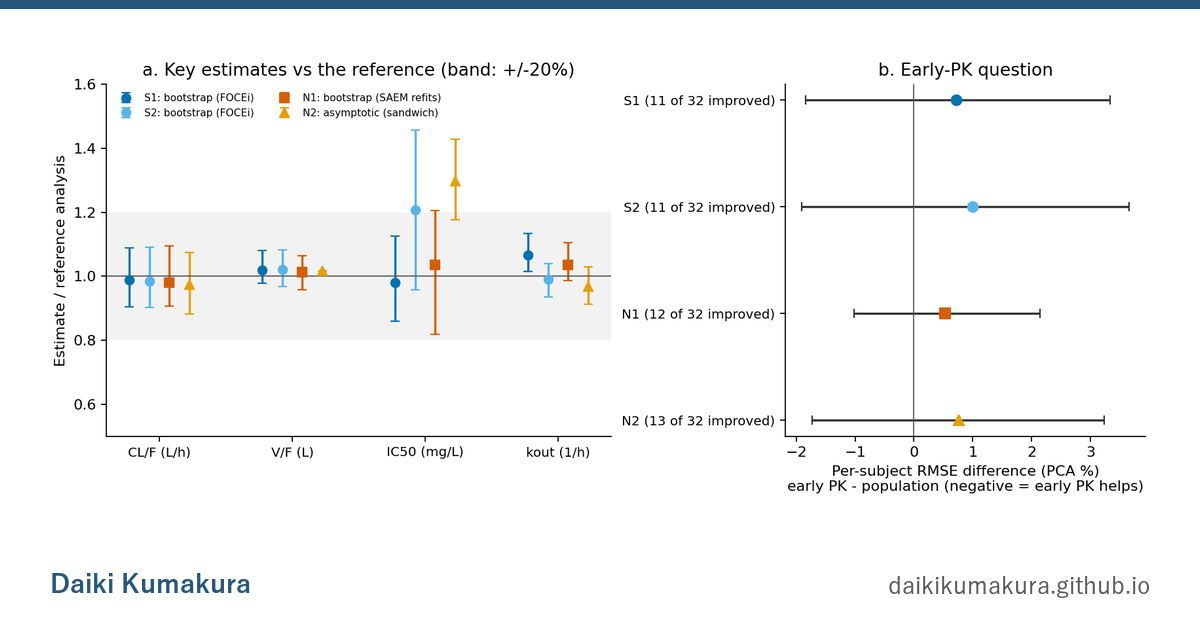 a. Key estimates vs the reference (band: +/-20%)
Estimate / reference analysis
1.6
1.4
1.2
1.0
0.8
0.6
S1: bootstrap (FOCEi)
S2: bootstrap (FOCEi)
N1: bootstrap (SAEM refits)
N2: asymptotic (sandwich)
CL/F (L/h)
V/F (L)
IC50 (mg/L)
kout (1/h)
b. Early-PK question
S1 (11 of 32 improved)
S2 (11 of 32 improved)
N1 (12 of 32 improved)
N2 (13 of 32 improved)
−2
−1
0
1
2
3
Per-subject RMSE difference (PCA %)
early PK - population (negative = early PK helps)
Daiki Kumakura
daikikumakura.github.io